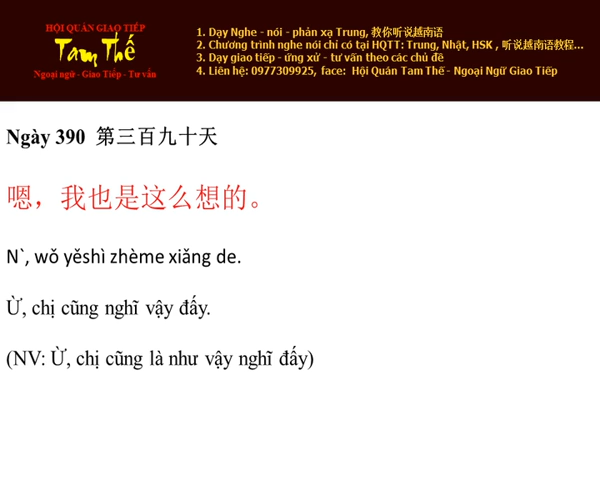 HỘI QUÁN GIAO TIẾP
Tam Thế
Ngoại ngữ - Giao Tiếp - Tư vấn
1. Dạy Nghe - nói - phản xạ Trung, 教你听说越南语
2. Chương trình nghe nói chỉ có tại HQTT: Trung, Nhật, HSK , 听说越南语教程...
3. Dạy giao tiếp - ứng xử - tư vấn theo các chủ đề
4. Liên hệ: 0977309925, face: Hội Quán Tam Thế - Ngoại Ngữ Giao Tiếp
Ngày 390 第三百九十天
嗯，我也是这么想的。
N`, wǒ yěshì zhème xiǎng de.
Ừ, chị cũng nghĩ vậy đấy.
(NV: Ừ, chị cũng là như vậy nghĩ đấy)